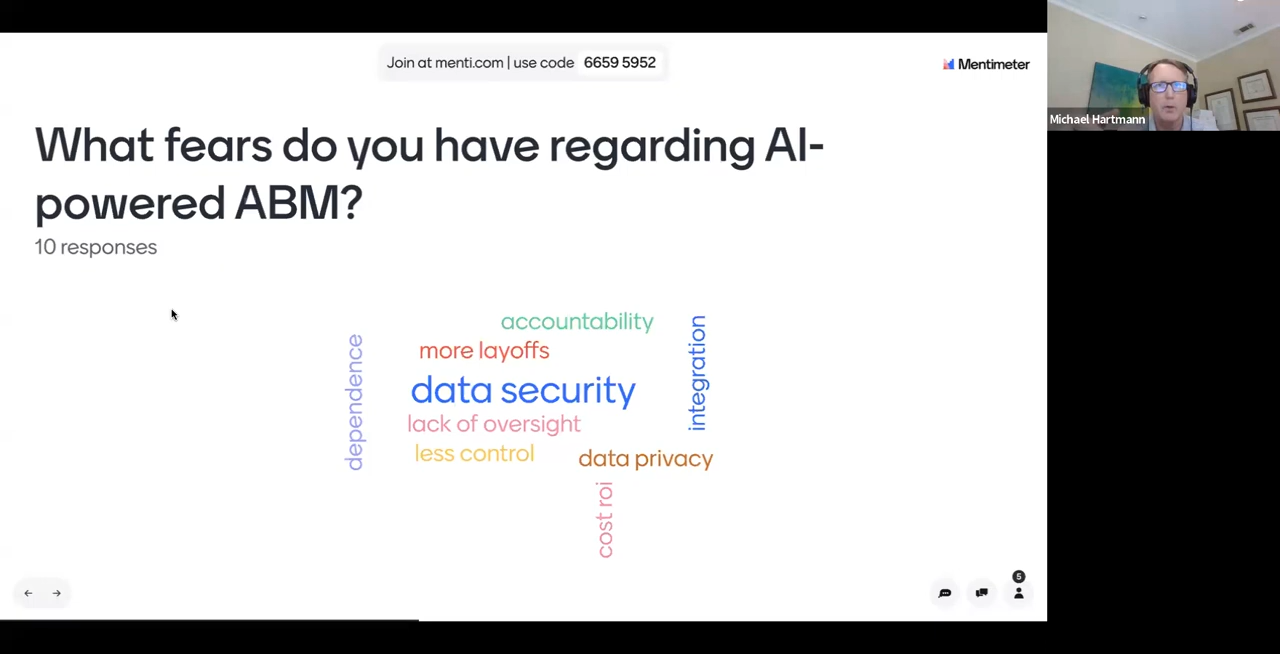 Join at menti.com | use code 6659 5952
Mentimeter
Michael Hartmann
What fears do you have regarding AI-
powered ABM?
10 responses
accountability
more layoffs
data security
lack of oversight
less control
data privacy
dependence
integration
cost roi
5